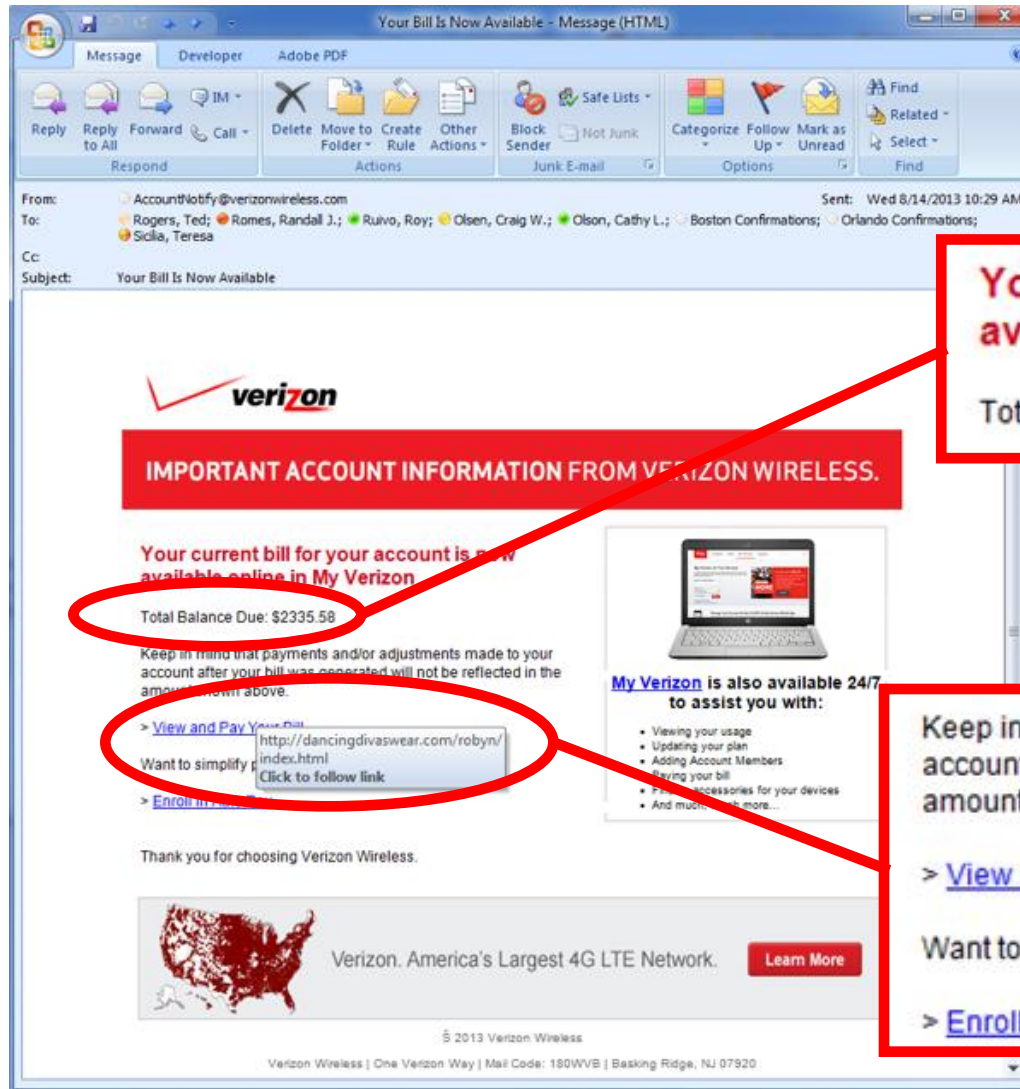 Your Bill Is Now Available - Message (HTML)
Message Developer Adobe PDF
Reply
Reply to All
Forward
IM
Call
Respond
Delete
Move to Folder
Create Rule
Other Actions
Actions
Block Sender
Safe Lists
Not Junk
Junk E-mail
Categorize
Follow Up
Mark as Unread
Options
Find
Related
Select
Find
From: AccountNotify@verizonwireless.com Sent: Wed 8/14/2013 10:29 AM
To: Rogers, Ted; Romes, Randall J.; Ruivo, Roy; Olsen, Craig W.; Olson, Cathy L.; Boston Confirmations; Orlando Confirmations;
Sicilia, Teresa
Cc:
Subject: Your Bill Is Now Available
verizon
IMPORTANT ACCOUNT INFORMATION FROM VERIZON WIRELESS.
Your current bill for your account is now
available online in My Verizon
Total Balance Due: $2335.58
Keep in mind that payments and/or adjustments made to your
account after your bill was generated will not be reflected in the
amount shown above.
> View and Pay Your Bill
http://dancingdivaswear.com/robyn/
index.html
Click to follow link
Want to simplify
> Enroll in
Thank you for choosing Verizon Wireless.
My Verizon is also available 24/7
to assist you with:
• Viewing your usage
• Updating your plan
• Adding Account Members
• Paying your bill
• accessories for your devices
• And much, much more...
Verizon. America's Largest 4G LTE Network.
Learn More
Š 2013 Verizon Wireless
Verizon Wireless | One Verizon Way | Mail Code: 180WVB | Basking Ridge, NJ 07920
Yo
av
Tot
Keep in
account
amount
> View
Want to
> Enroll